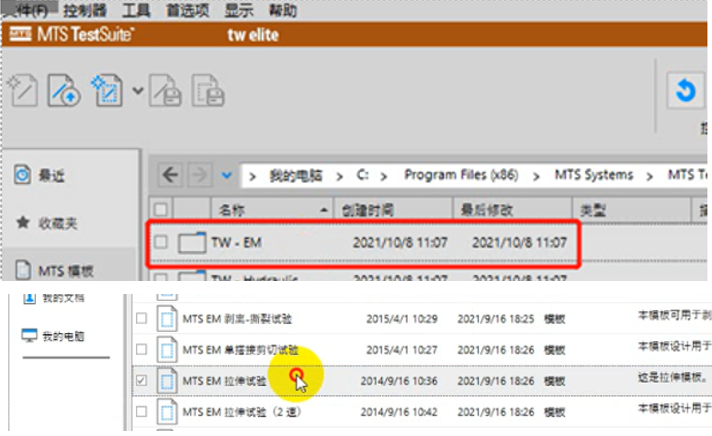 文件(F) 控制器 工具 首选项 显示 帮助
MTS TestSuite™ tw elite
最近
> 我的电脑 > C: > Program Files (x86) > MTS Systems > MTS Te
名称 创建时间 最后修改 类型
收藏夹
TW - EM 2021/10/8 11:07 2021/10/8 11:07
MTS 模板
TW - Hydraulic
我的文档
MTS EM 剥离-撕裂试验 2015/4/1 10:29 2021/9/16 18:25 模板 本模板可用于剥
我的电脑
MTS EM 单搭接剪切试验 2015/4/1 10:27 2021/9/16 18:26 模板 本模板设计用于
MTS EM 拉伸试验 2014/9/16 10:36 2021/9/16 18:26 模板 这是拉伸模板。
MTS EM 拉伸试验（2 速） 2014/9/16 10:42 2021/9/16 18:26 模板 本模板设计用于